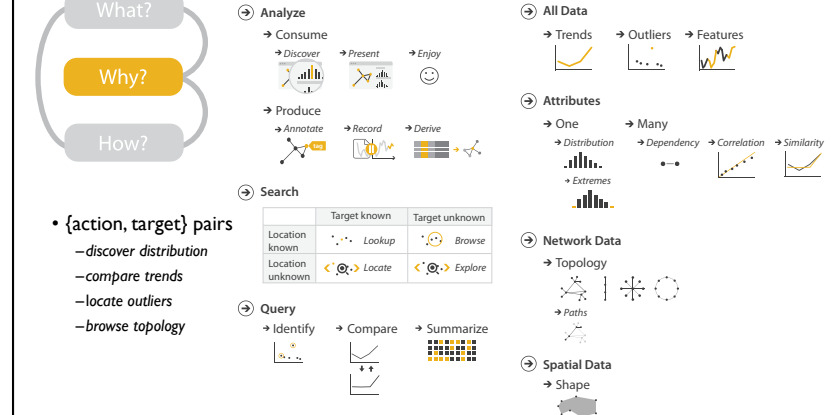 What?
Why?
How?
• {action, target} pairs
–discover distribution
–compare trends
–locate outliers
–browse topology
Analyze
→ Consume
→ Discover → Present → Enjoy
→ Produce
→ Annotate → Record → Derive
tag
Search
Target known Target unknown
Location known Lookup Browse
Location unknown Locate Explore
Query
→ Identify → Compare → Summarize
All Data
→ Trends → Outliers → Features
Attributes
→ One → Many
→ Distribution → Dependency → Correlation → Similarity
→ Extremes
Network Data
→ Topology
→ Paths
Spatial Data
→ Shape